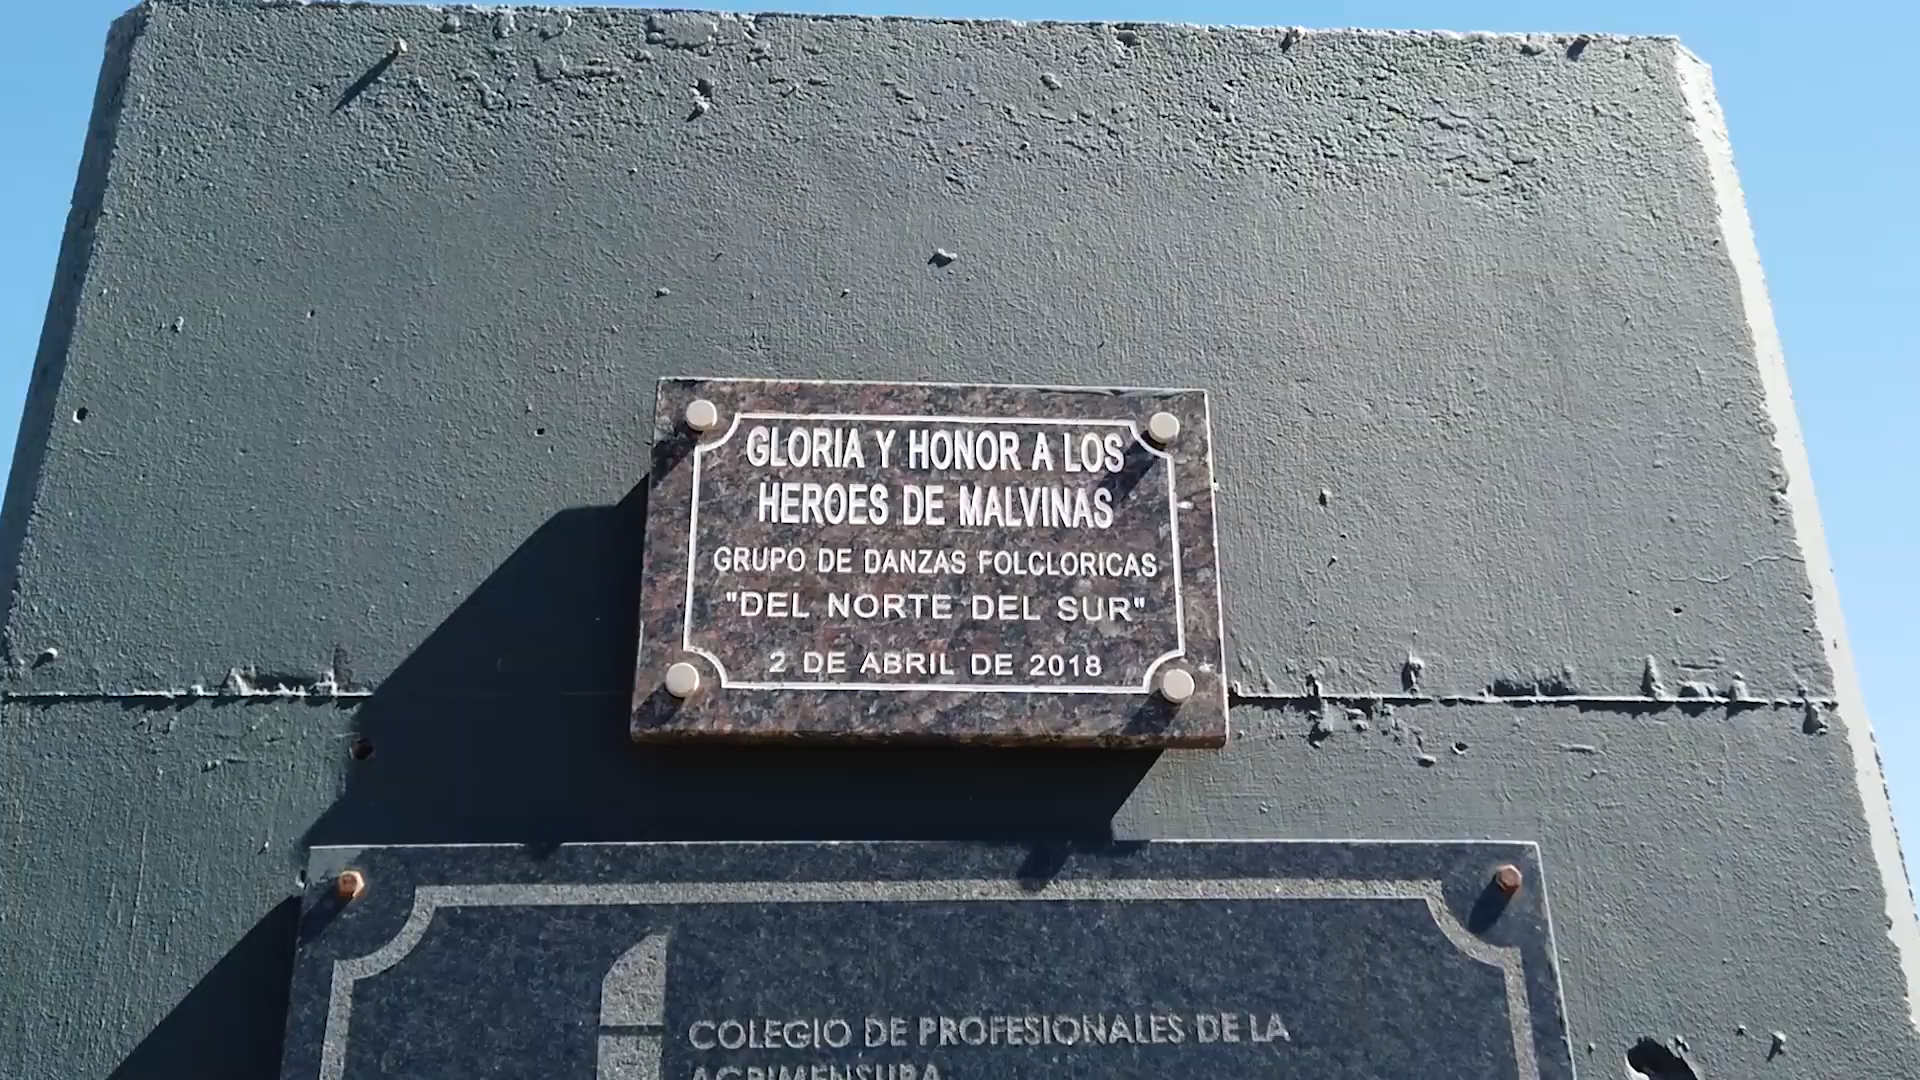 GLORIA Y HONOR A LOS
HEROES DE MALVINAS
GRUPO DE DANZAS FOLCLORICAS
"DEL NORTE DEL SUR"
2 DE ABRIL DE 2018
COLEGIO DE PROFESIONALES DE LA
AGRIMENSURA